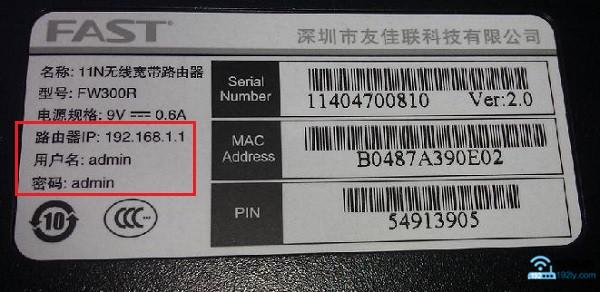 FAST®
深圳市友佳联科技有限公司
名称: 11N无线宽带路由器
型号: FW300R
电源规格: 9V⎓0.6A
路由器IP: 192.168.1.1
用户名: admin
密码: admin
10
CCC
Serial Number
11404700810 Ver:2.0
MAC Address
B0487A390E02
PIN
54913905
192ly.com